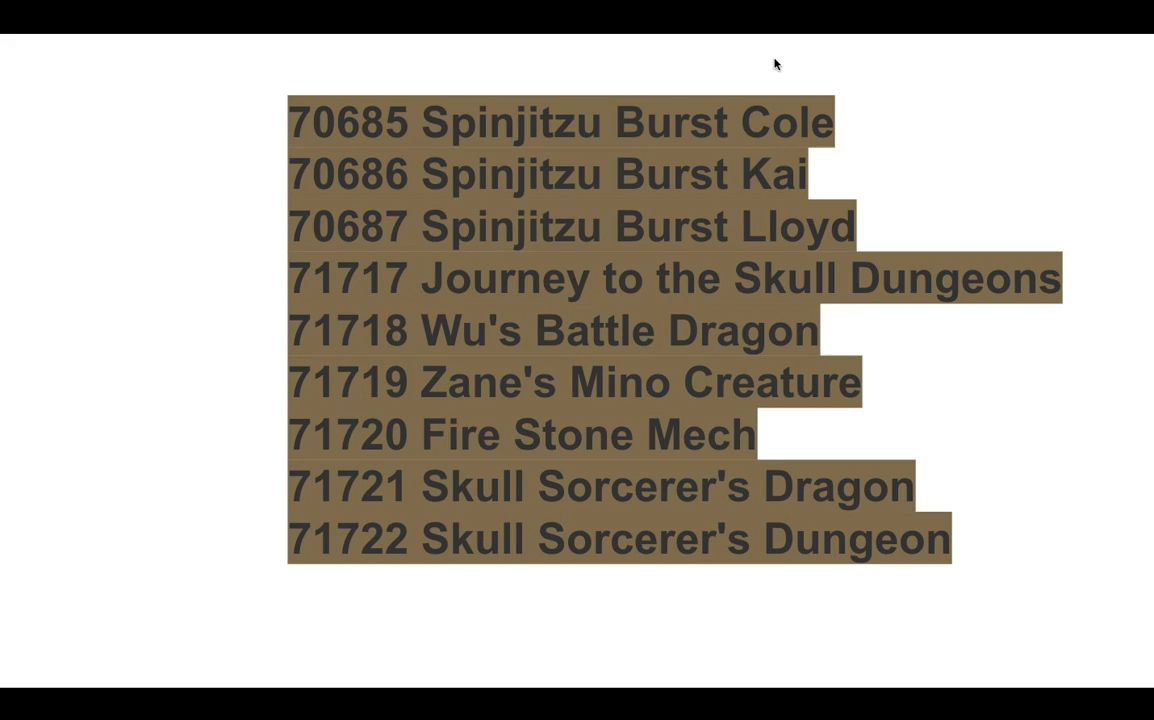 70685 Spinjitzu Burst Cole
70686 Spinjitzu Burst Kai
70687 Spinjitzu Burst Lloyd
71717 Journey to the Skull Dungeons
71718 Wu's Battle Dragon
71719 Zane's Mino Creature
71720 Fire Stone Mech
71721 Skull Sorcerer's Dragon
71722 Skull Sorcerer's Dungeon